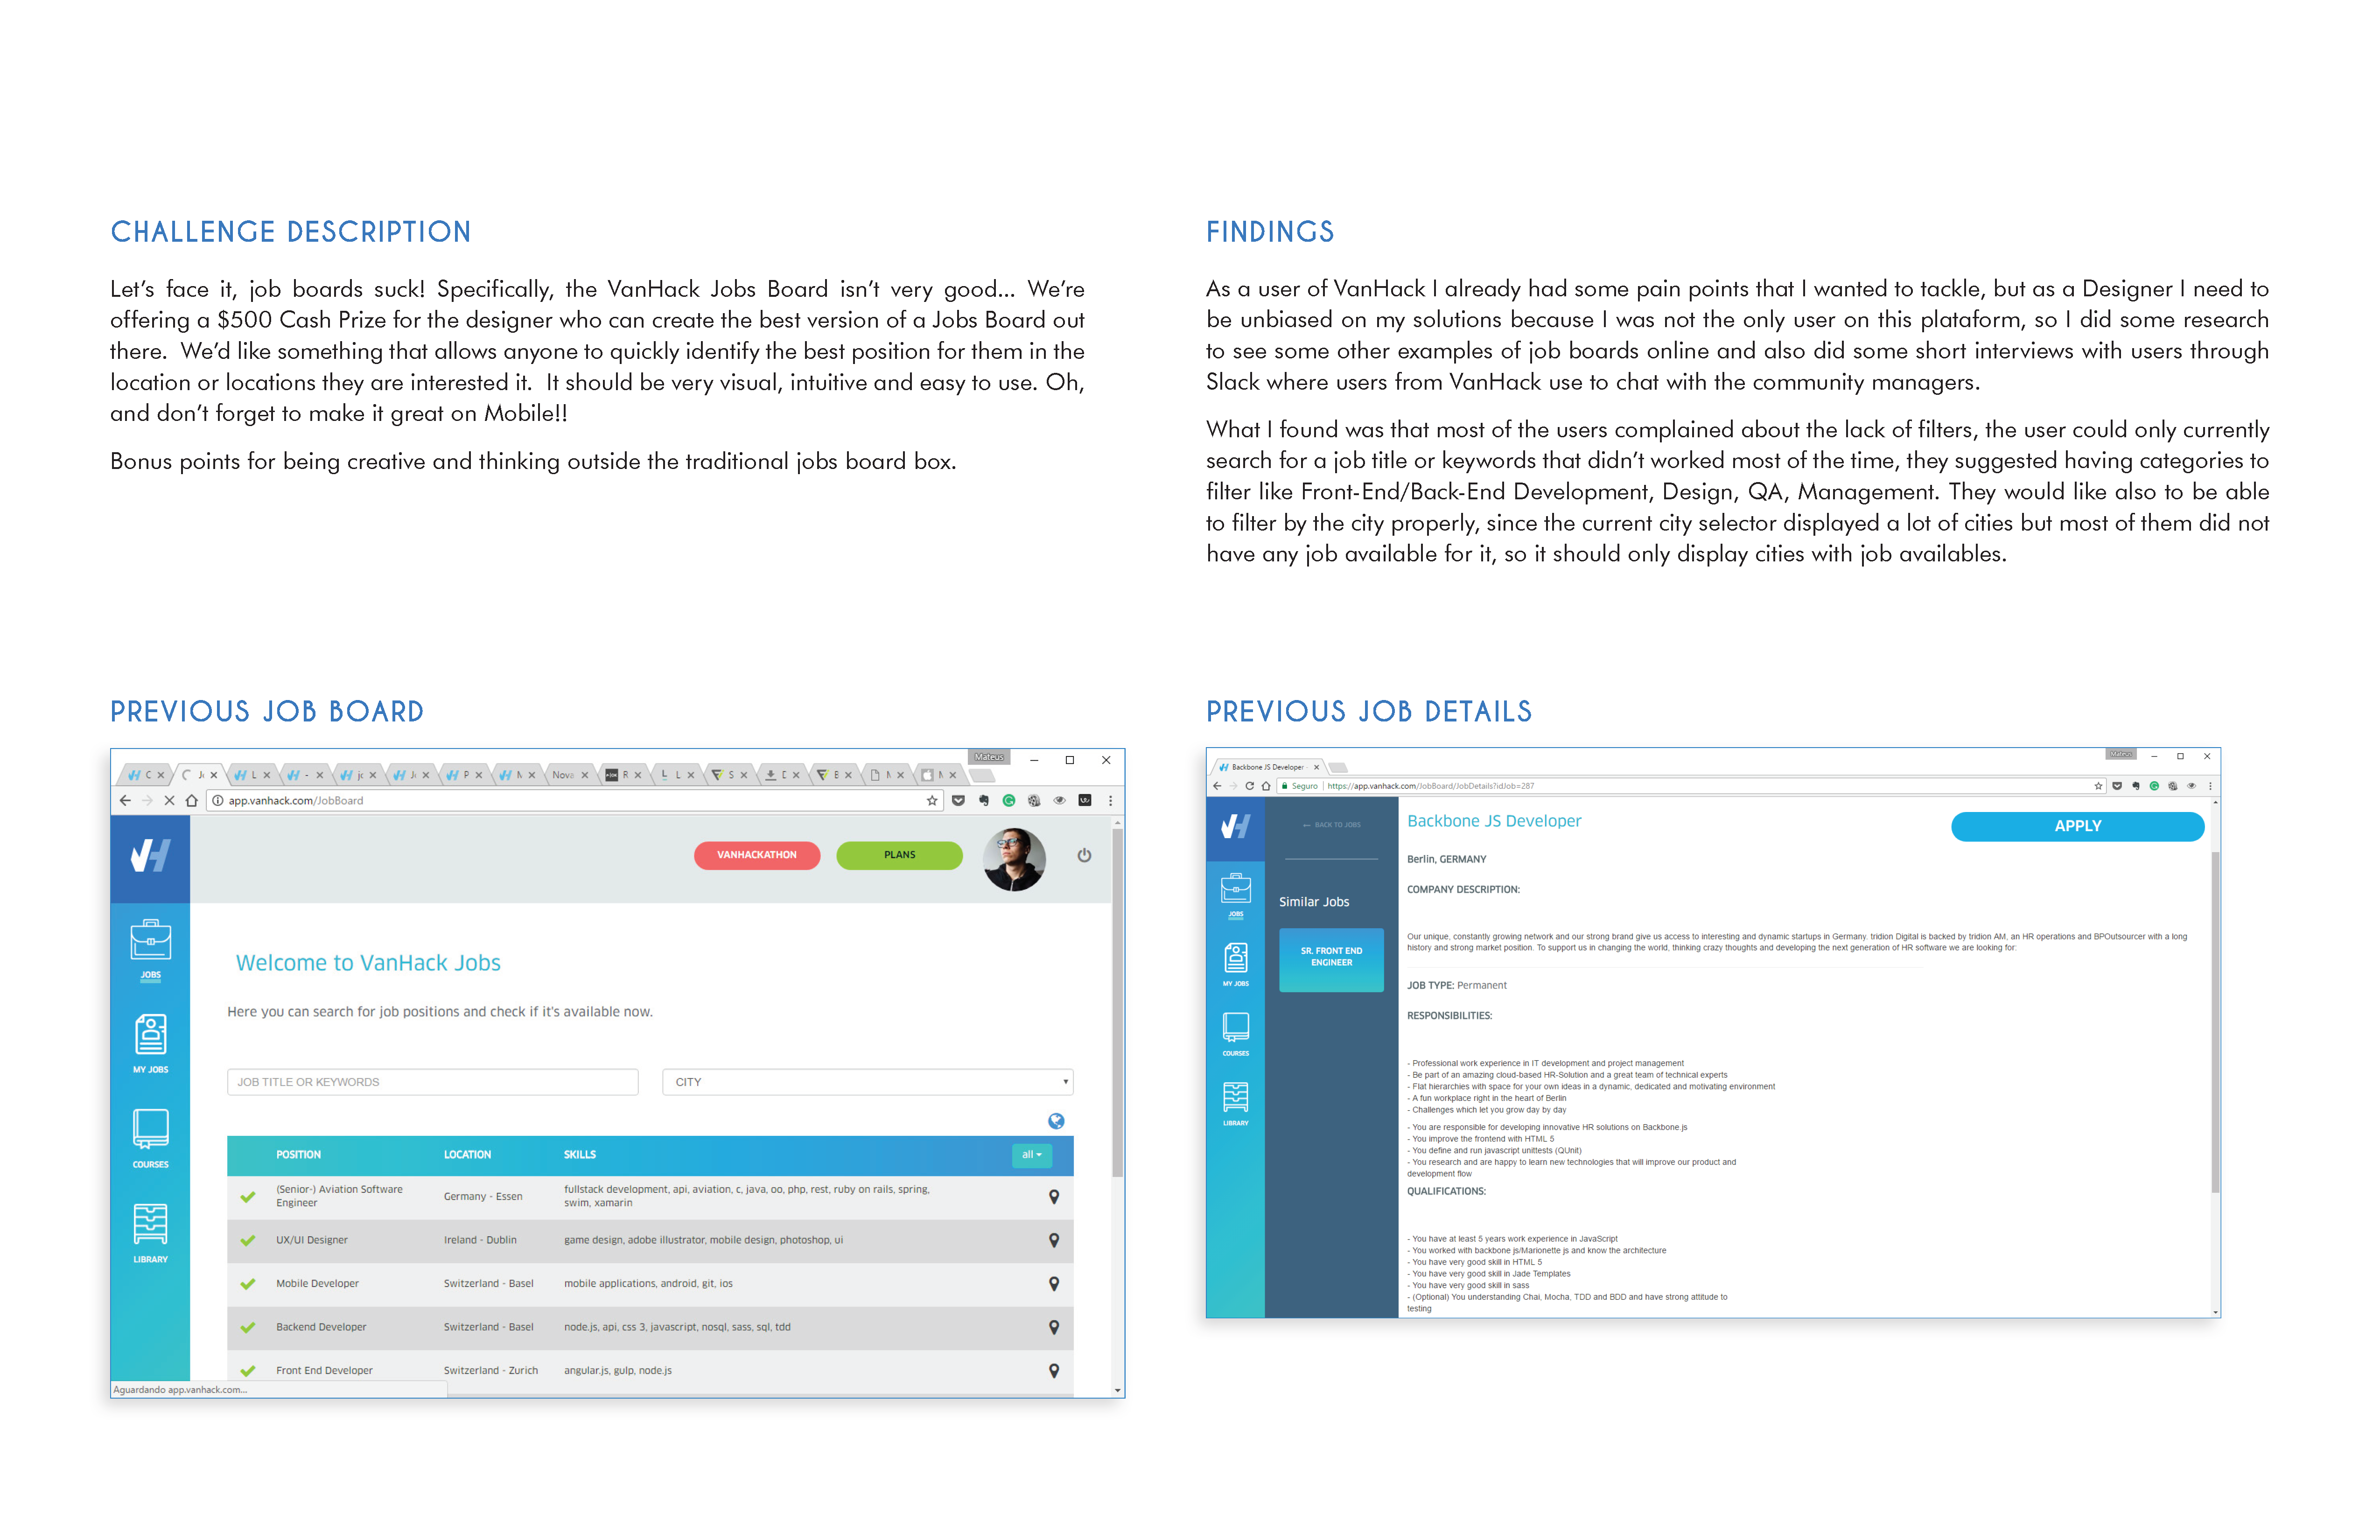 CHALLENGE DESCRIPTION
Let's face it, job boards suck! Specifically, the VanHack Jobs Board isn't very good... We're
offering a $500 Cash Prize for the designer who can create the best version of a Jobs Board out
there. We'd like something that allows anyone to quickly identify the best position for them in the
location or locations they are interested it. It should be very visual, intuitive and easy to use. Oh,
and don't forget to make it great on Mobile!!
Bonus points for being creative and thinking outside the traditional jobs board box.
FINDINGS
As a user of VanHack I already had some pain points that I wanted to tackle, but as a Designer I need to
be unbiased on my solutions because I was not the only user on this plataform, so I did some research
to see some other examples of job boards online and also did some short interviews with users through
Slack where users from VanHack use to chat with the community managers.
What I found was that most of the users complained about the lack of filters, the user could only currently
search for a job title or keywords that didn't worked most of the time, they suggested having categories to
filter like Front-End/Back-End Development, Design, QA, Management. They would like also to be able
to filter by the city properly, since the current city selector displayed a lot of cities but most of them did not
have any job available for it, so it should only display cities with job availables.
PREVIOUS JOB BOARD
Mateus
app.vanhack.com/JobBoard
VANHACKATHON
PLANS
JOBS
MY JOBS
COURSES
LIBRARY
Welcome to VanHack Jobs
Here you can search for job positions and check if it's available now.
JOB TITLE OR KEYWORDS
CITY
POSITION LOCATION SKILLS all
(Senior-) Aviation Software
Engineer
Germany - Essen
fullstack development, api, aviation, c, java, oo, php, rest, ruby on rails, spring,
swim, xamarin
UX/UI Designer Ireland - Dublin game design, adobe illustrator, mobile design, photoshop, ui
Mobile Developer Switzerland - Basel mobile applications, android, git, ios
Backend Developer Switzerland - Basel node.js, api, css 3, javascript, nosql, sass, sql, tdd
Front End Developer Switzerland - Zurich angular.js, gulp, node.js
Aguardando app.vanhack.com...
PREVIOUS JOB DETAILS
Mateus
Backbone JS Developer -
Seguro https://app.vanhack.com/JobBoard/JobDetails?idJob=287
JOBS
MY JOBS
COURSES
LIBRARY
← BACK TO JOBS
Similar Jobs
SR. FRONT END
ENGINEER
Backbone JS Developer
APPLY
Berlin, GERMANY
COMPANY DESCRIPTION:
Our unique, constantly growing network and our strong brand give us access to interesting and dynamic startups in Germany. tridion Digital is backed by tridion AM, an HR operations and BPOutsourcer with a long
history and strong market position. To support us in changing the world, thinking crazy thoughts and developing the next generation of HR software we are looking for:
JOB TYPE: Permanent
RESPONSIBILITIES:
- Professional work experience in IT development and project management
- Be part of an amazing cloud-based HR-Solution and a great team of technical experts
- Flat hierarchies with space for your own ideas in a dynamic, dedicated and motivating environment
- A fun workplace right in the heart of Berlin
- Challenges which let you grow day by day
- You are responsible for developing innovative HR solutions on Backbone.js
- You improve the frontend with HTML 5
- You define and run javascript unittests (QUnit)
- You research and are happy to learn new technologies that will improve our product and
development flow
QUALIFICATIONS:
- You have at least 5 years work experience in JavaScript
- You worked with backbone js/Marionette js and know the architecture
- You have very good skill in HTML 5
- You have very good skill in Jade Templates
- You have very good skill in sass
- (Optional) You understanding Chai, Mocha, TDD and BDD and have strong attitude to
testing